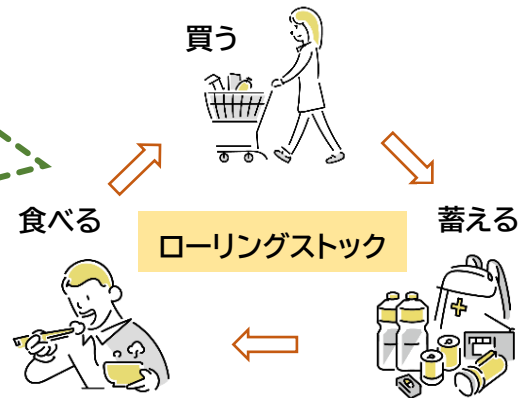 買う
食べる
蓄える
ローリングストック